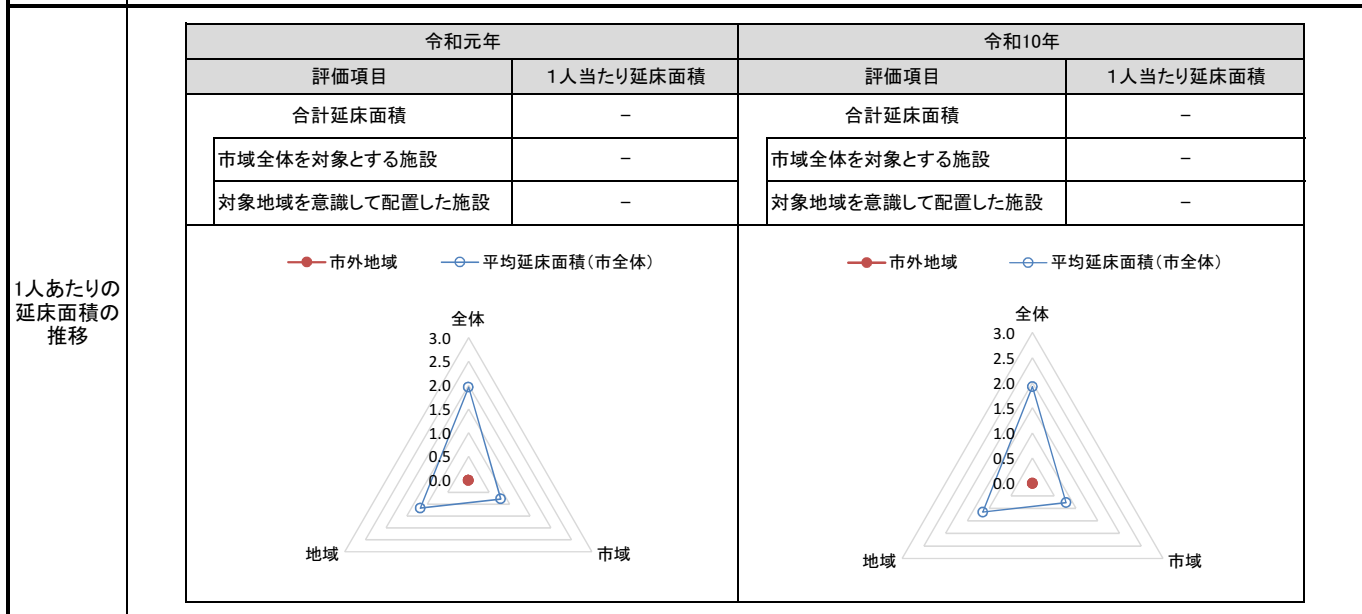 令和元年
令和10年
評価項目
1人当たり延床面積
評価項目
1人当たり延床面積
合計延床面積
－
合計延床面積
－
市域全体を対象とする施設
－
市域全体を対象とする施設
－
対象地域を意識して配置した施設
－
対象地域を意識して配置した施設
－
1人あたりの
延床面積の
推移
市外地域
平均延床面積(市全体)
全体
3.0
2.5
2.0
1.5
1.0
0.5
0.0
地域
市域
市外地域
平均延床面積(市全体)
全体
3.0
2.5
2.0
1.5
1.0
0.5
0.0
地域
市域